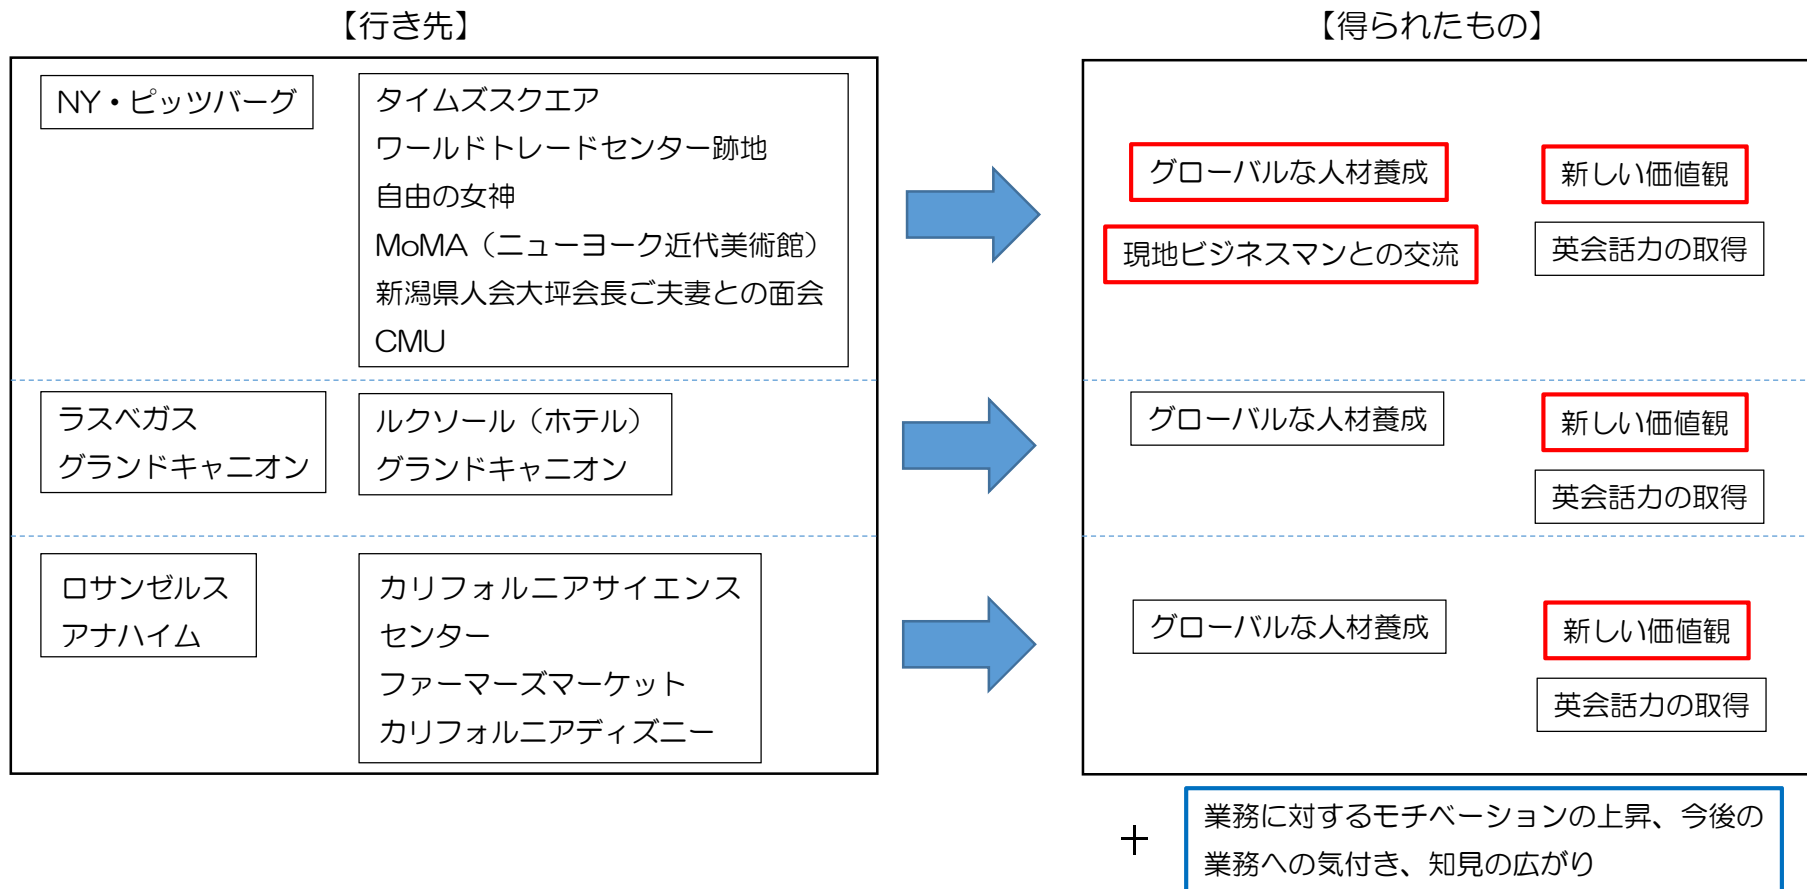 【行き先】
【得られたもの】
NY・ピッツバーグ
タイムズスクエア
ワールドトレードセンター跡地
自由の女神
MoMA（ニューヨーク近代美術館）
新潟県人会大坪会長ご夫妻との面会
CMU
グローバルな人材養成
新しい価値観
現地ビジネスマンとの交流
英会話力の取得
ラスベガス
グランドキャニオン
ルクソール（ホテル）
グランドキャニオン
グローバルな人材養成
新しい価値観
英会話力の取得
ロサンゼルス
アナハイム
カリフォルニアサイエンス
センター
ファーマーズマーケット
カリフォルニアディズニー
グローバルな人材養成
新しい価値観
英会話力の取得
＋
業務に対するモチベーションの上昇、今後の
業務への気付き、知見の広がり